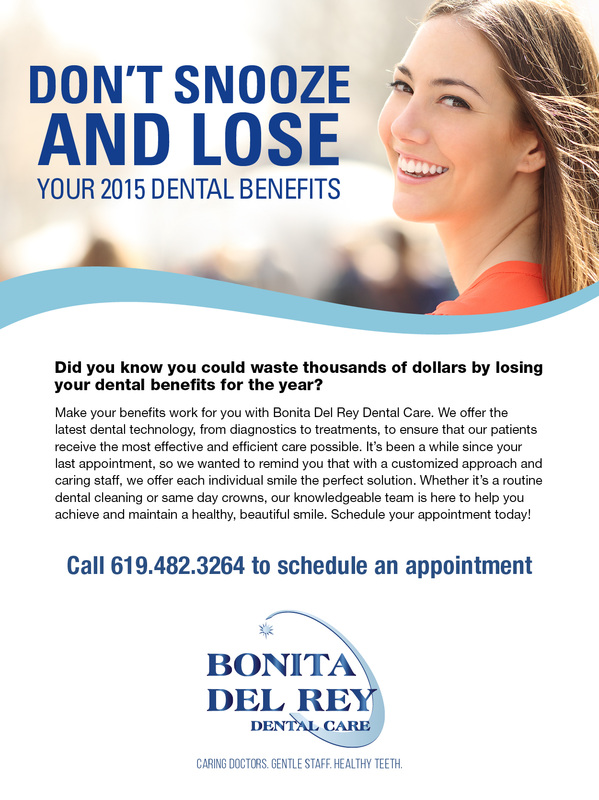 DON'T SNOOZE
AND LOSE
YOUR 2015 DENTAL BENEFITS
Did you know you could waste thousands of dollars by losing
your dental benefits for the year?
Make your benefits work for you with Bonita Del Rey Dental Care. We offer the
latest dental technology, from diagnostics to treatments, to ensure that our patients
receive the most effective and efficient care possible. It's been a while since your
last appointment, so we wanted to remind you that with a customized approach and
caring staff, we offer each individual smile the perfect solution. Whether it's a routine
dental cleaning or same day crowns, our knowledgeable team is here to help you
achieve and maintain a healthy, beautiful smile. Schedule your appointment today!
Call 619.482.3264 to schedule an appointment
BONITA
DEL REY
DENTAL CARE
CARING DOCTORS. GENTLE STAFF. HEALTHY TEETH.